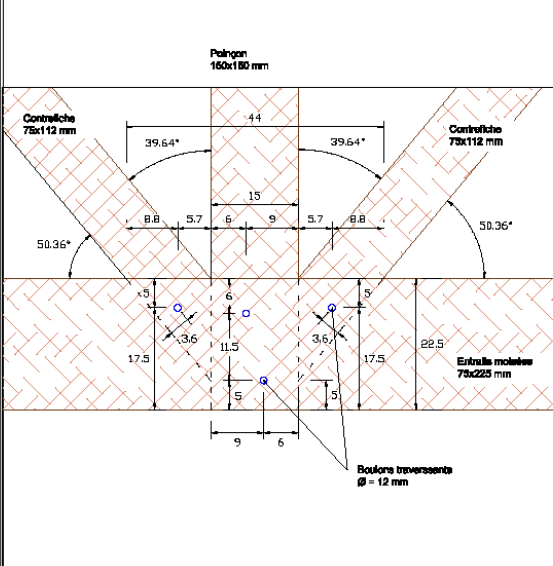 Poinçon
150x150 mm
Contrefiche
75x112 mm
44
Contrefiche
75x112 mm
39.64°
39.64°
15
8.8
5.7
6
9
5.7
8.8
50.36°
50.36°
5
6
5
3.6
3.6
17.5
11.5
17.5
22.5
Entraits moisées
75x225 mm
5
5
9
6
Boulons traversants
Ø = 12 mm